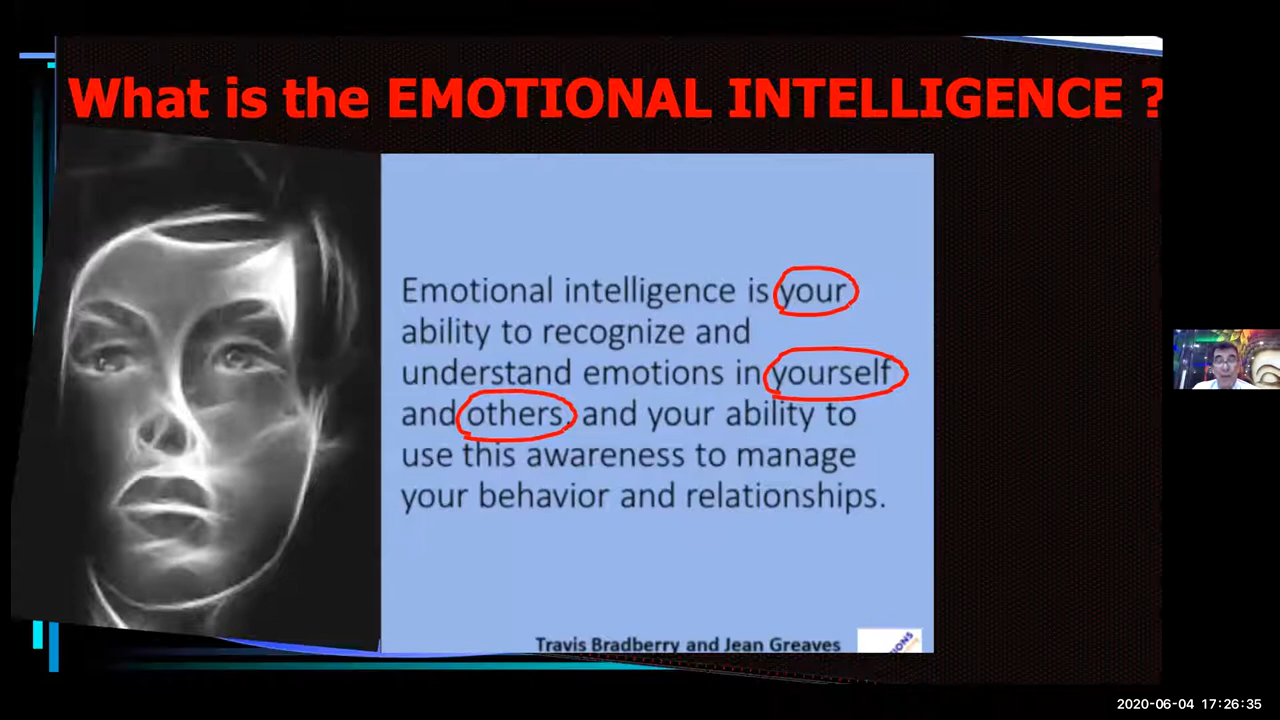 What is the EMOTIONAL INTELLIGENCE ?
Emotional intelligence is your
ability to recognize and
understand emotions in yourself
and others, and your ability to
use this awareness to manage
your behavior and relationships.
Travis Bradberry and Jean Greaves
2020-06-04 17:26:35